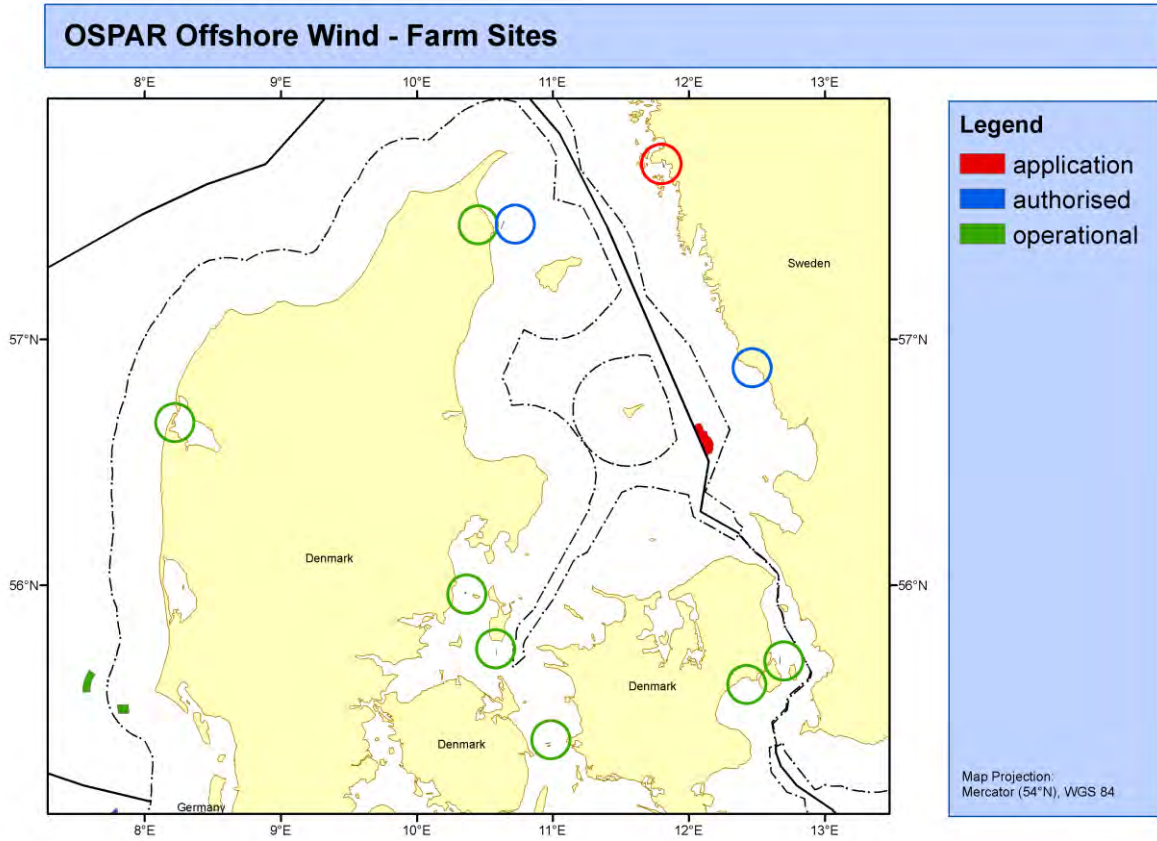 OSPAR Offshore Wind - Farm Sites
8°E 9°E 10°E 11°E 12°E 13°E
Legend
application
authorised
operational
Sweden
57°N 57°N
Denmark
56°N 56°N
Denmark
Denmark
Germany
Map Projection:
Mercator (54°N), WGS 84
8°E 9°E 10°E 11°E 12°E 13°E